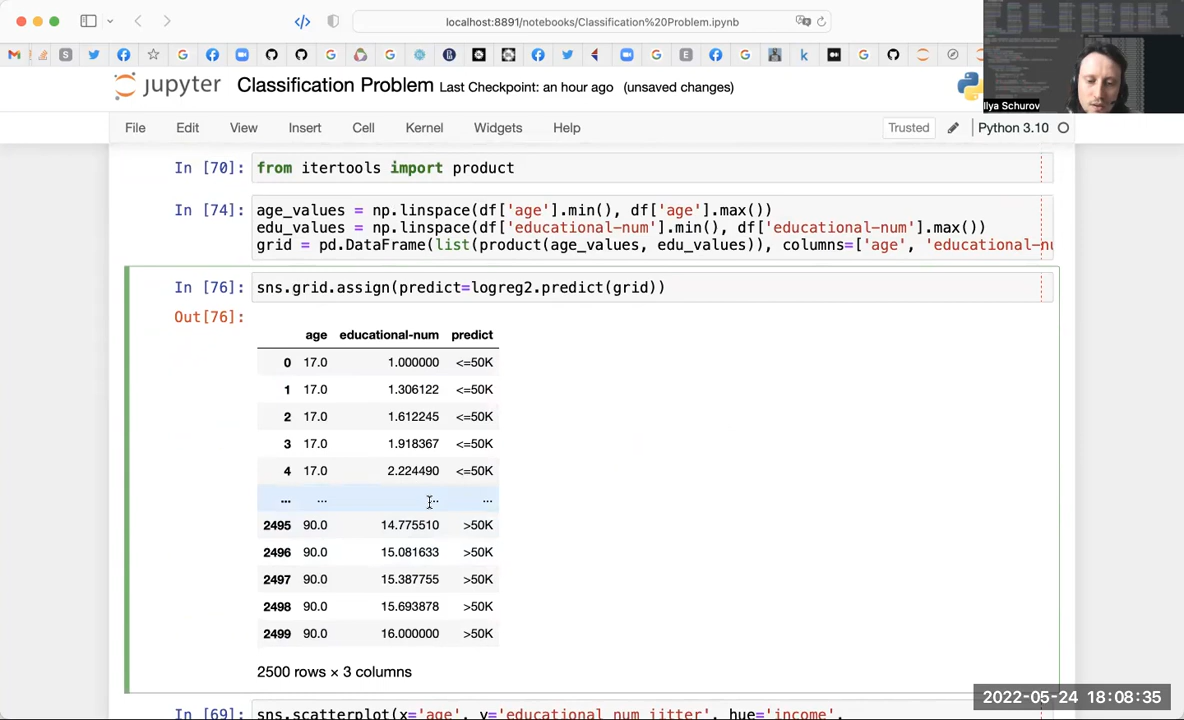 localhost:8891/notebooks/Classification%20Problem.ipynb
jupyter Classification Problem Last Checkpoint: an hour ago (unsaved changes)
Ilya Schurov
File Edit View Insert Cell Kernel Widgets Help Trusted Python 3.10
In [70]: from itertools import product
In [74]: age_values = np.linspace(df['age'].min(), df['age'].max())
edu_values = np.linspace(df['educational-num'].min(), df['educational-num'].max())
grid = pd.DataFrame(list(product(age_values, edu_values)), columns=['age', 'educational-nu
In [76]: sns.grid.assign(predict=logreg2.predict(grid))
Out[76]:
age educational-num predict
0 17.0 1.000000 <=50K
1 17.0 1.306122 <=50K
2 17.0 1.612245 <=50K
3 17.0 1.918367 <=50K
4 17.0 2.224490 <=50K
... ... ... ...
2495 90.0 14.775510 >50K
2496 90.0 15.081633 >50K
2497 90.0 15.387755 >50K
2498 90.0 15.693878 >50K
2499 90.0 16.000000 >50K
2500 rows × 3 columns
2022-05-24 18:08:35
In [69]: sns.scatterplot(x='age', y='educational_num_jitter', hue='income',